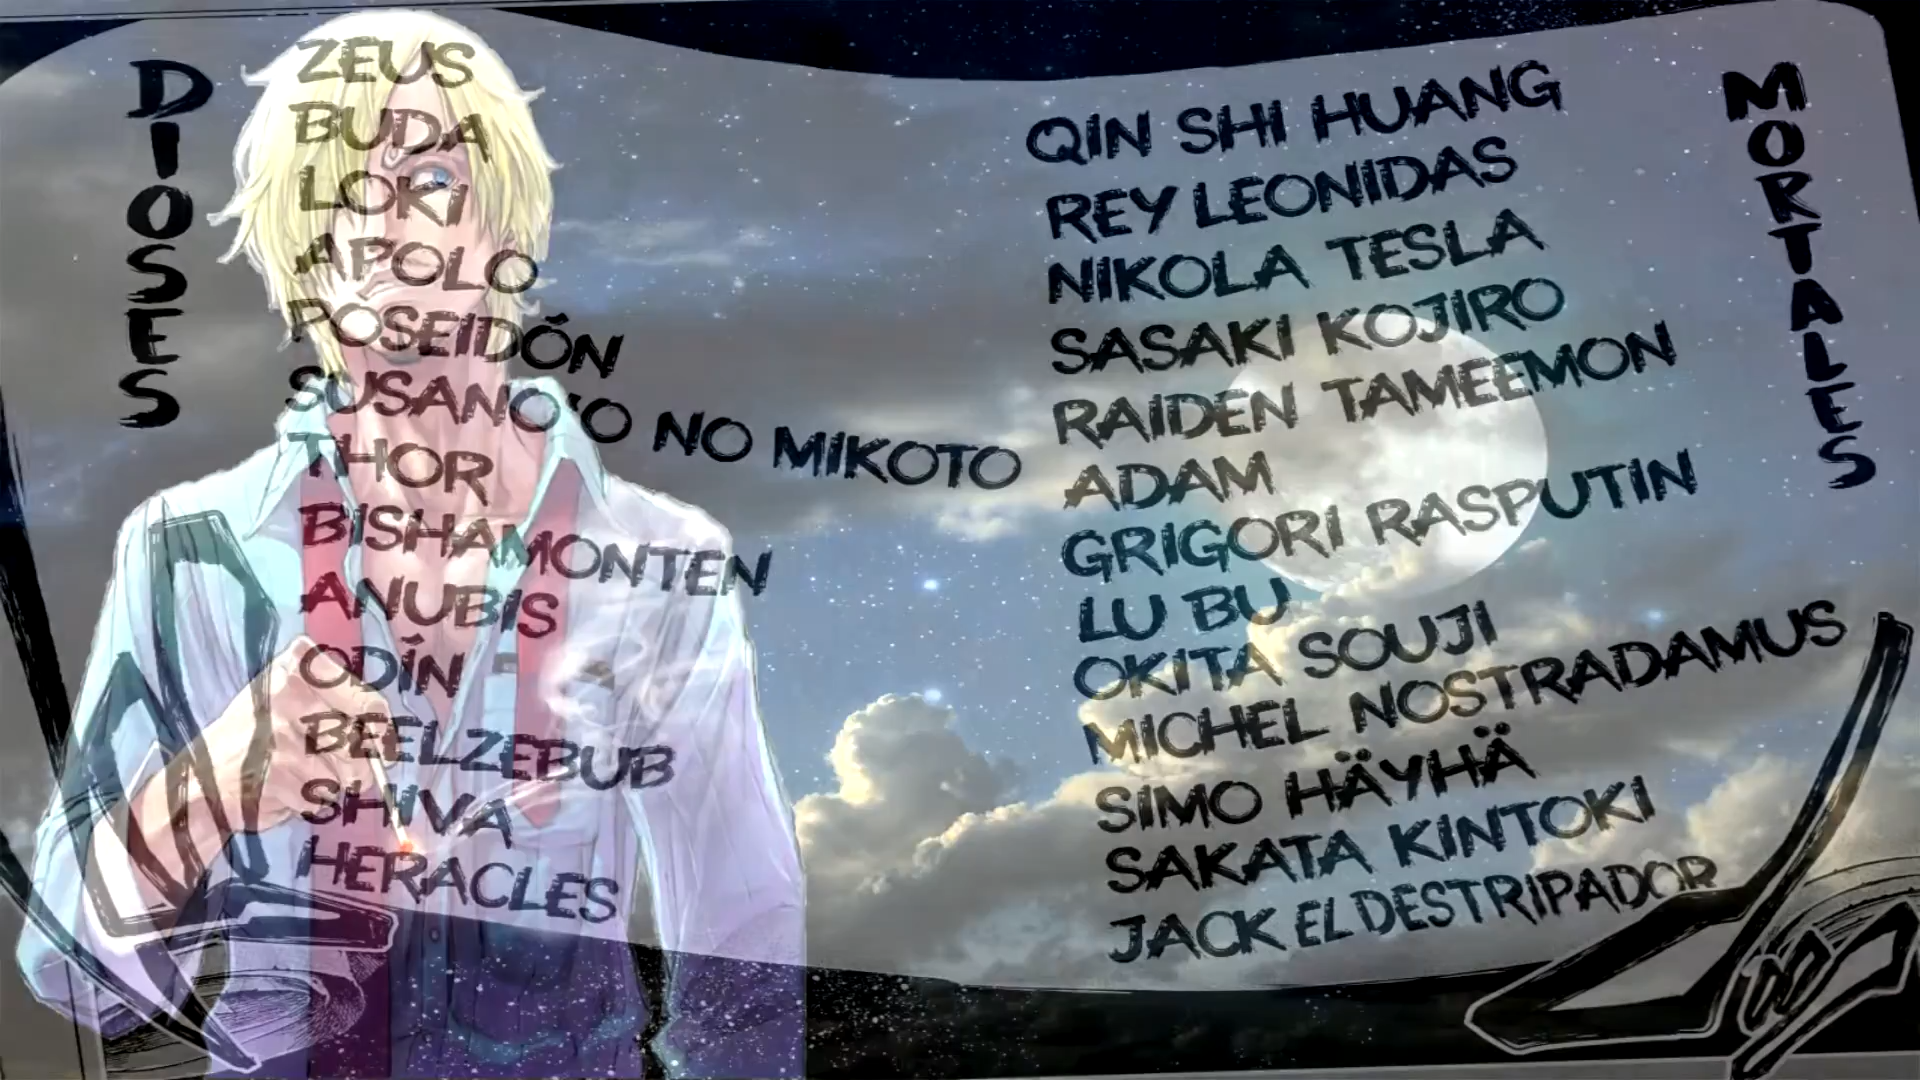 DIOSES
ZEUS
BUDA
LOKI
APOLO
POSEIDÓN
SUSANO'O NO MIKOTO
THOR
BISHAMONTEN
ANUBIS
ODÍN
BEELZEBUB
SHIVA
HERACLES
MORTALES
QIN SHI HUANG
REY LEONIDAS
NIKOLA TESLA
SASAKI KOJIRO
RAIDEN TAMEEMON
ADAM
GRIGORI RASPUTIN
LU BU
OKITA SOUJI
MICHEL NOSTRADAMUS
SIMO HÄYHÄ
SAKATA KINTOKI
JACK EL DESTRIPADOR